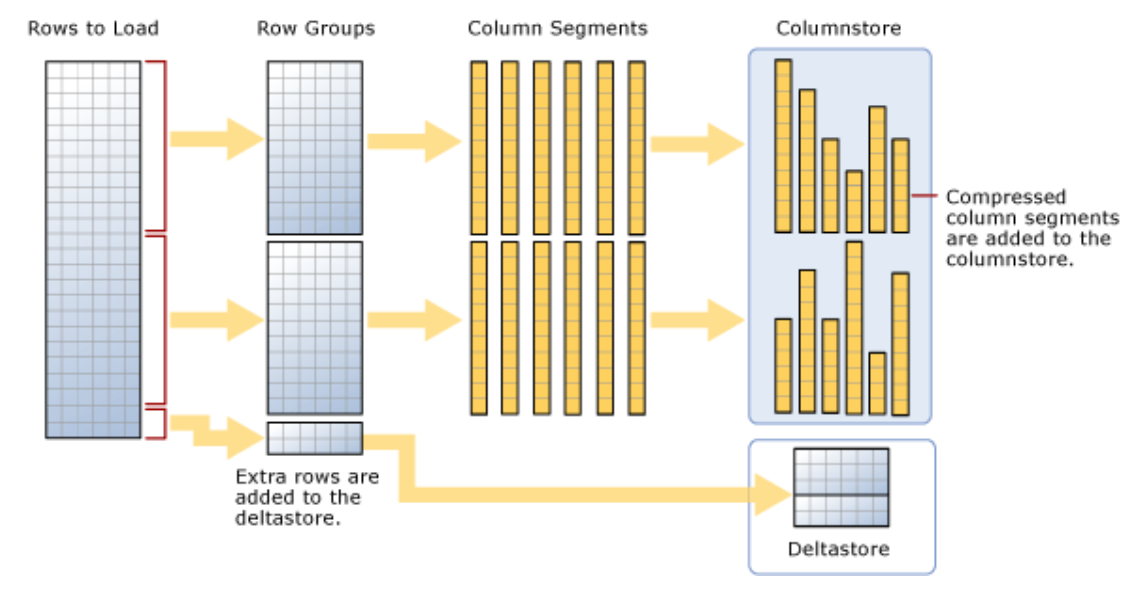 Rows to Load
Row Groups
Column Segments
Columnstore
Compressed
column segments
are added to the
columnstore.
Extra rows are
added to the
deltastore.
Deltastore